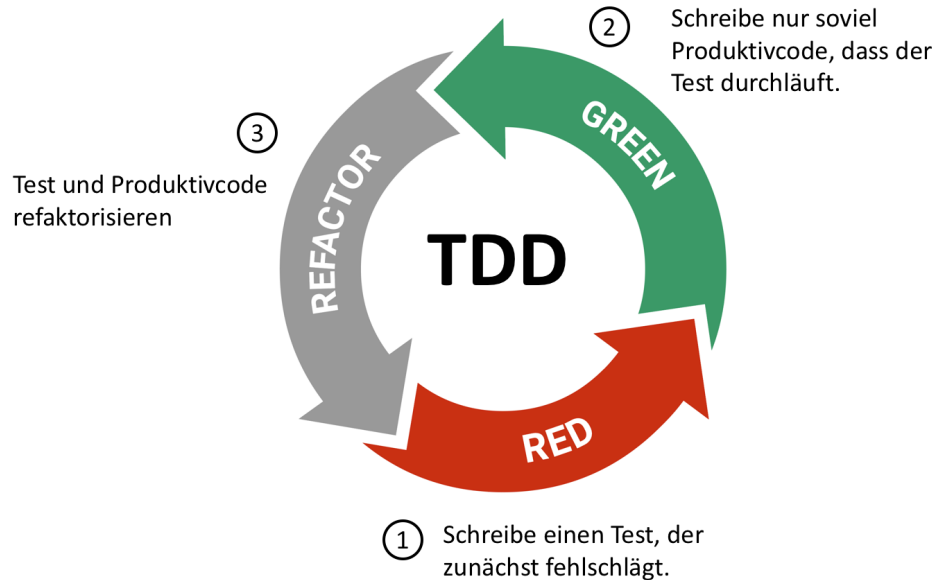 2
Schreibe nur soviel
Produktivcode, dass der
Test durchläuft.
GREEN
3
REFACTOR
Test und Produktivcode
refaktorisieren
TDD
RED
1
Schreibe einen Test, der
zunächst fehlschlägt.